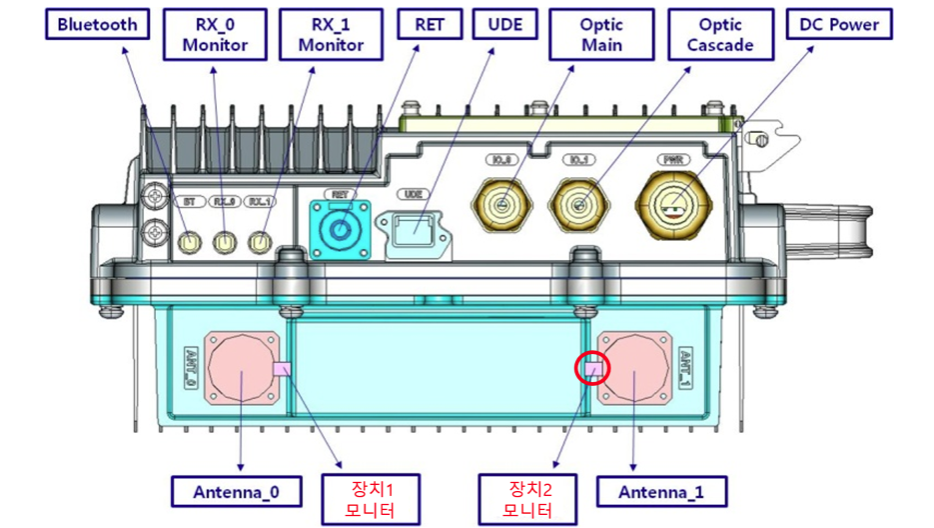 Bluetooth
RX_0
Monitor
RX_1
Monitor
RET
UDE
Optic
Main
Optic
Cascade
DC Power
IO_0
IO_1
PWR
BT
RX_0
RX_1
RET
UDE
ANT_0
ANT_1
Antenna_0
장치1
모니터
장치2
모니터
Antenna_1